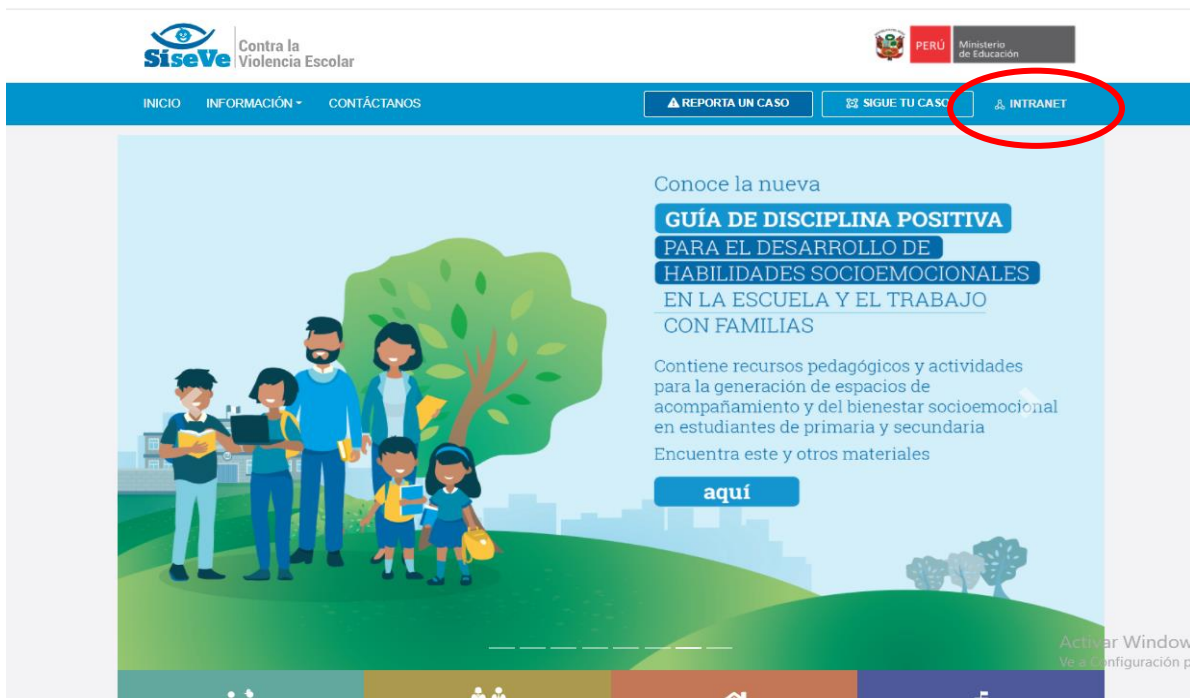 SíseVe
Contra la
Violencia Escolar
PERÚ
Ministerio
de Educación
INICIO INFORMACIÓN CONTÁCTANOS REPORTA UN CASO SIGUE TU CASO INTRANET
Conoce la nueva
GUÍA DE DISCIPLINA POSITIVA
PARA EL DESARROLLO DE
HABILIDADES SOCIOEMOCIONALES
EN LA ESCUELA Y EL TRABAJO
CON FAMILIAS
Contiene recursos pedagógicos y actividades
para la generación de espacios de
acompañamiento y del bienestar socioemocional
en estudiantes de primaria y secundaria
Encuentra este y otros materiales
aquí
Activar Window
Ve a Configuración p